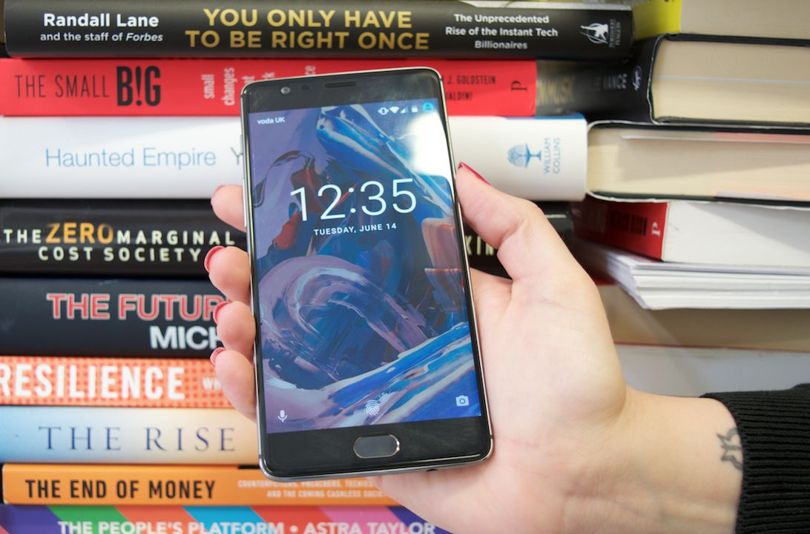 Randall Lane
and the staff of Forbes
YOU ONLY HAVE
TO BE RIGHT ONCE
The Unprecedented
Rise of the Instant Tech
Billionaires
THE SMALL B!G
small
changes
J. GOLDSTEIN
voda UK
Haunted Empire
WILLIAM
COLLINS
12:35
TUESDAY, JUNE 14
THE ZERO MARGINAL
COST SOCIETY
THE FUTUR
MICH
RESILIENCE
THE RISE
THE END OF MONEY
COUNTERFEITERS, PREACHERS, TECHIES
AND THE COMING CASHLESS SOCIETY
THE PEOPLE'S PLATFORM • ASTRA TAYLOR